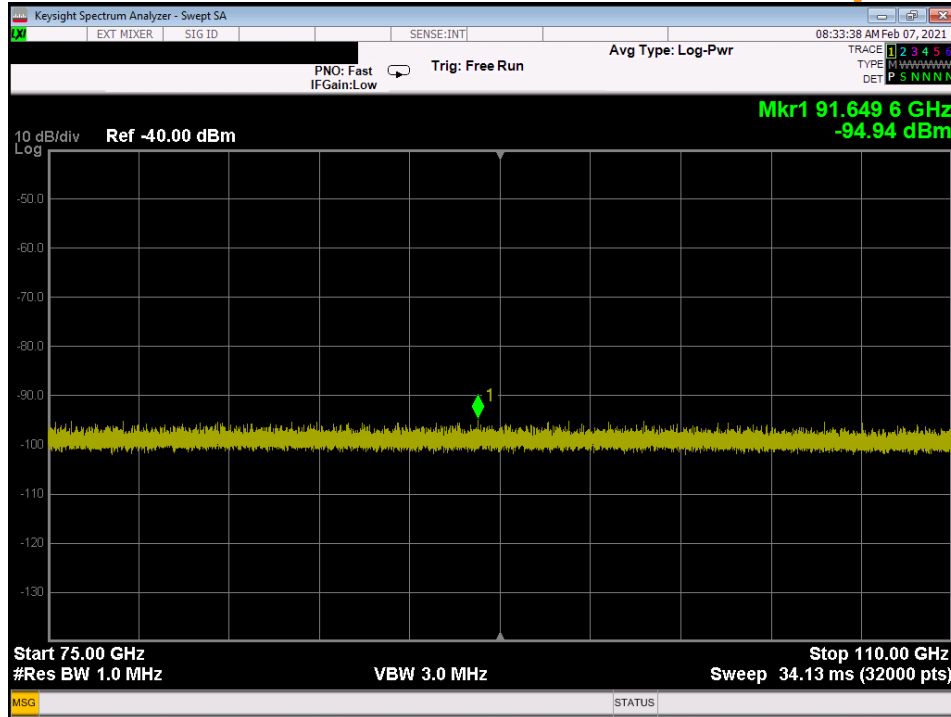 Keysight Spectrum Analyzer - Swept SA
LXI EXT MIXER SIG ID SENSE:INT 08:33:38 AM Feb 07, 2021
Avg Type: Log-Pwr TRACE 1 2 3 4 5 6
PNO: Fast Trig: Free Run TYPE M WWWWW
IFGain:Low DET P S N N N N
Mkr1 91.649 6 GHz
10 dB/div Ref -40.00 dBm -94.94 dBm
Log
-50.0
-60.0
-70.0
-80.0
-90.0 1
-100
-110
-120
-130
Start 75.00 GHz Stop 110.00 GHz
#Res BW 1.0 MHz VBW 3.0 MHz Sweep 34.13 ms (32000 pts)
MSG STATUS